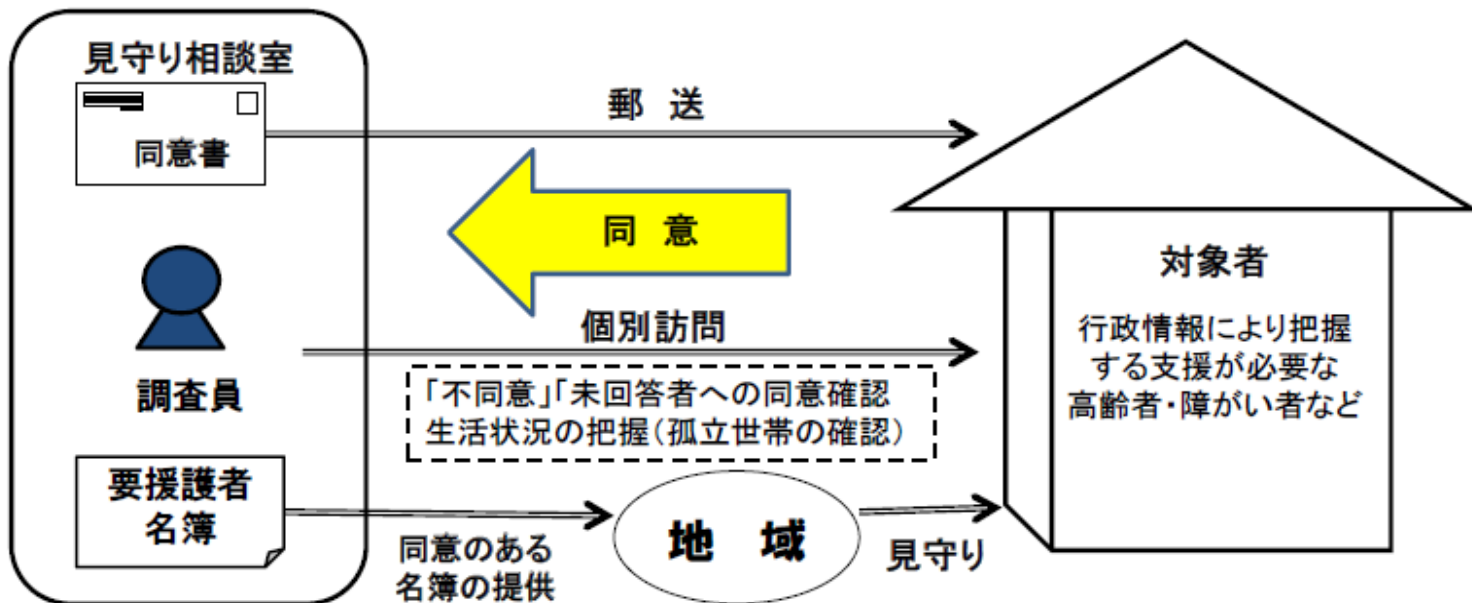 見守り相談室
同意書
郵 送
同 意
調査員
個別訪問
「不同意」「未回答者への同意確認
生活状況の把握(孤立世帯の確認)
対象者
行政情報により把握
する支援が必要な
高齢者・障がい者など
要援護者
名簿
同意のある
名簿の提供
地 域
見守り